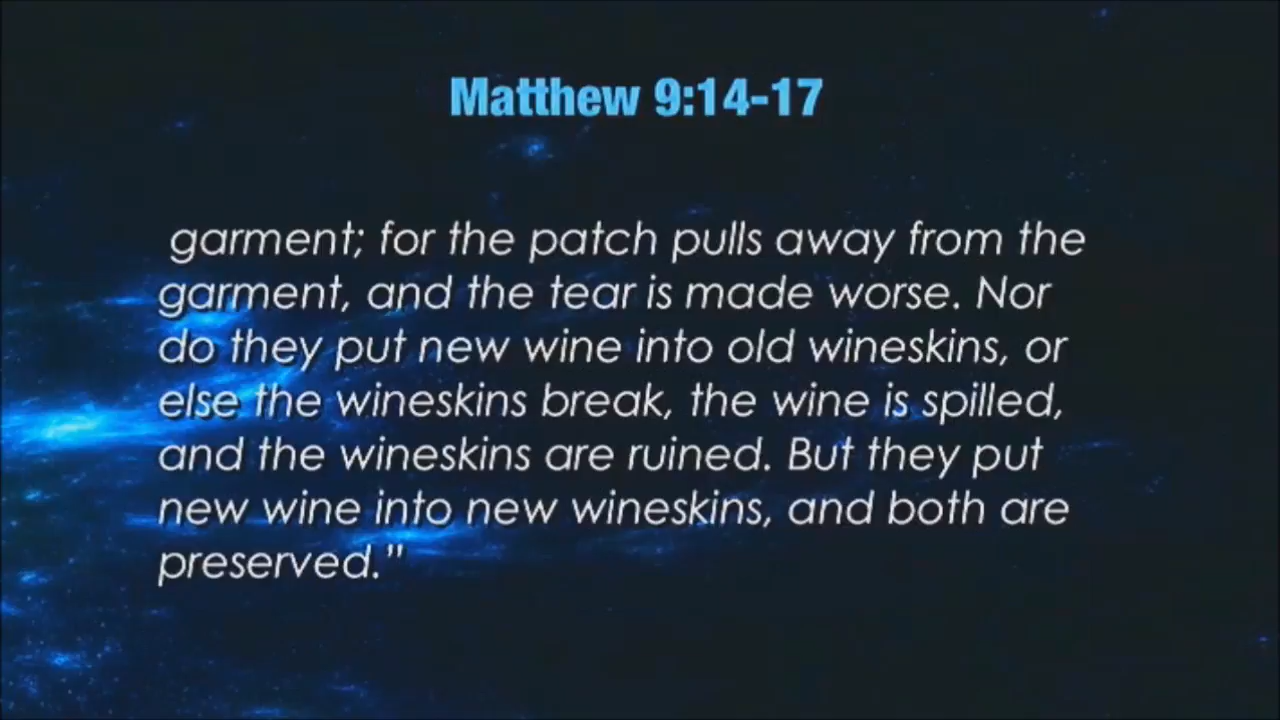 Matthew 9:14-17
garment; for the patch pulls away from the
garment, and the tear is made worse. Nor
do they put new wine into old wineskins, or
else the wineskins break, the wine is spilled,
and the wineskins are ruined. But they put
new wine into new wineskins, and both are
preserved."